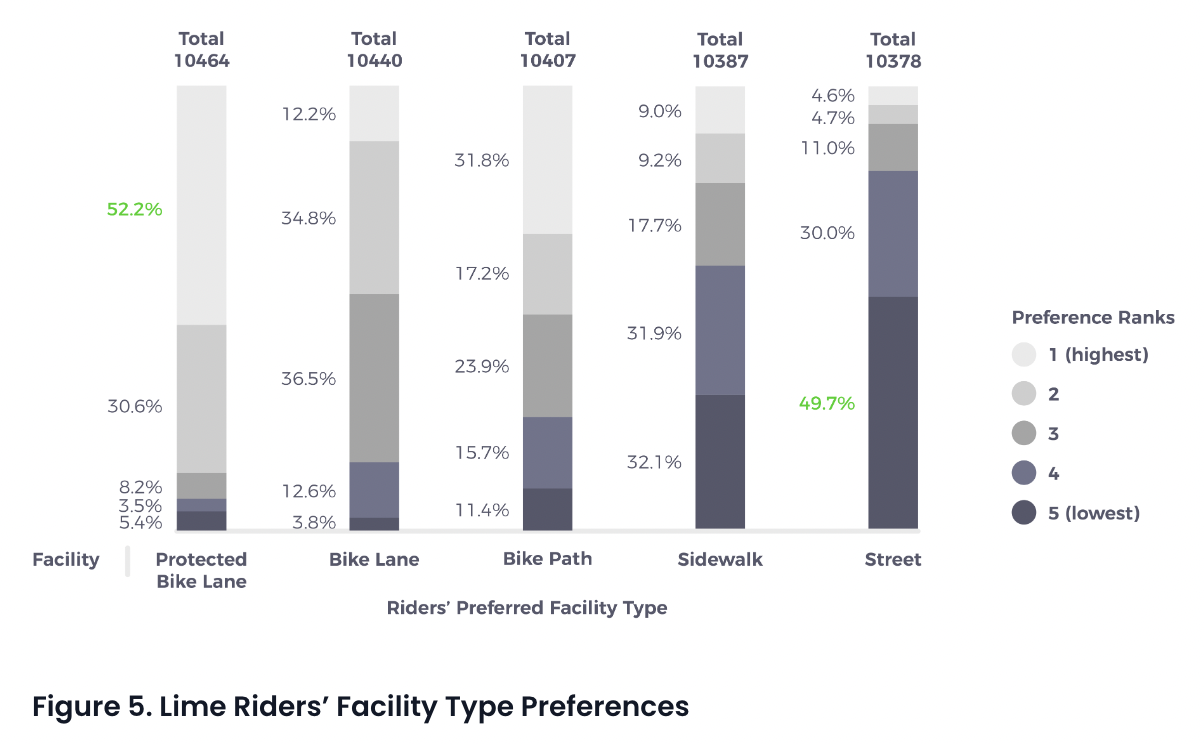 Total
10464
Total
10440
Total
10407
Total
10387
Total
10378
52.2%
30.6%
8.2%
3.5%
5.4%
12.2%
34.8%
36.5%
12.6%
3.8%
31.8%
17.2%
23.9%
15.7%
11.4%
9.0%
9.2%
17.7%
31.9%
32.1%
4.6%
4.7%
11.0%
30.0%
49.7%
Preference Ranks
1 (highest)
2
3
4
5 (lowest)
Facility
Protected
Bike Lane
Bike Lane
Bike Path
Sidewalk
Street
Riders’ Preferred Facility Type
Figure 5. Lime Riders’ Facility Type Preferences